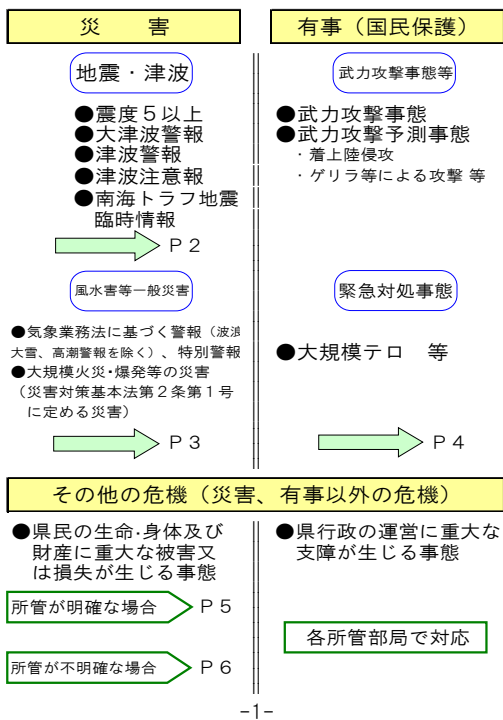 災　害
地震・津波
●震度５以上
●大津波警報
●津波警報
●津波注意報
●南海トラフ地震
臨時情報
Ｐ２
風水害等一般災害
●気象業務法に基づく警報（波浪
大雪、高潮警報を除く）、特別警報
●大規模火災・爆発等の災害
（災害対策基本法第２条第１号
に定める災害）
Ｐ３
有事（国民保護）
武力攻撃事態等
●武力攻撃事態
●武力攻撃予測事態
・着上陸侵攻
・ゲリラ等による攻撃 等
緊急対処事態
●大規模テロ　等
Ｐ４
その他の危機（災害、有事以外の危機）
●県民の生命・身体及び
財産に重大な被害又
は損失が生じる事態
所管が明確な場合 Ｐ５
所管が不明確な場合 Ｐ６
●県行政の運営に重大な
支障が生じる事態
各所管部局で対応
-1-